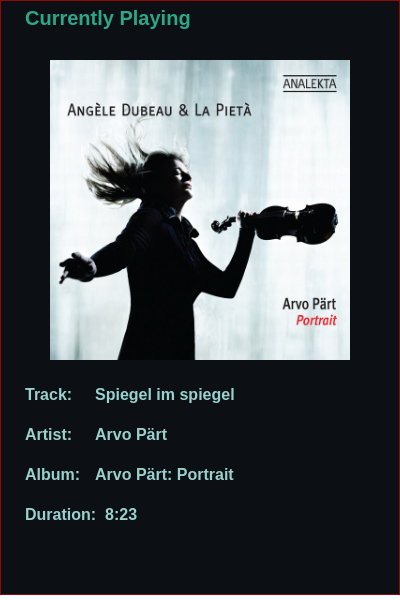 Currently Playing
ANALEKTA
Angèle Dubeau & La Pietà
Arvo Pärt
Portrait
Track: Spiegel im spiegel
Artist: Arvo Pärt
Album: Arvo Pärt: Portrait
Duration: 8:23